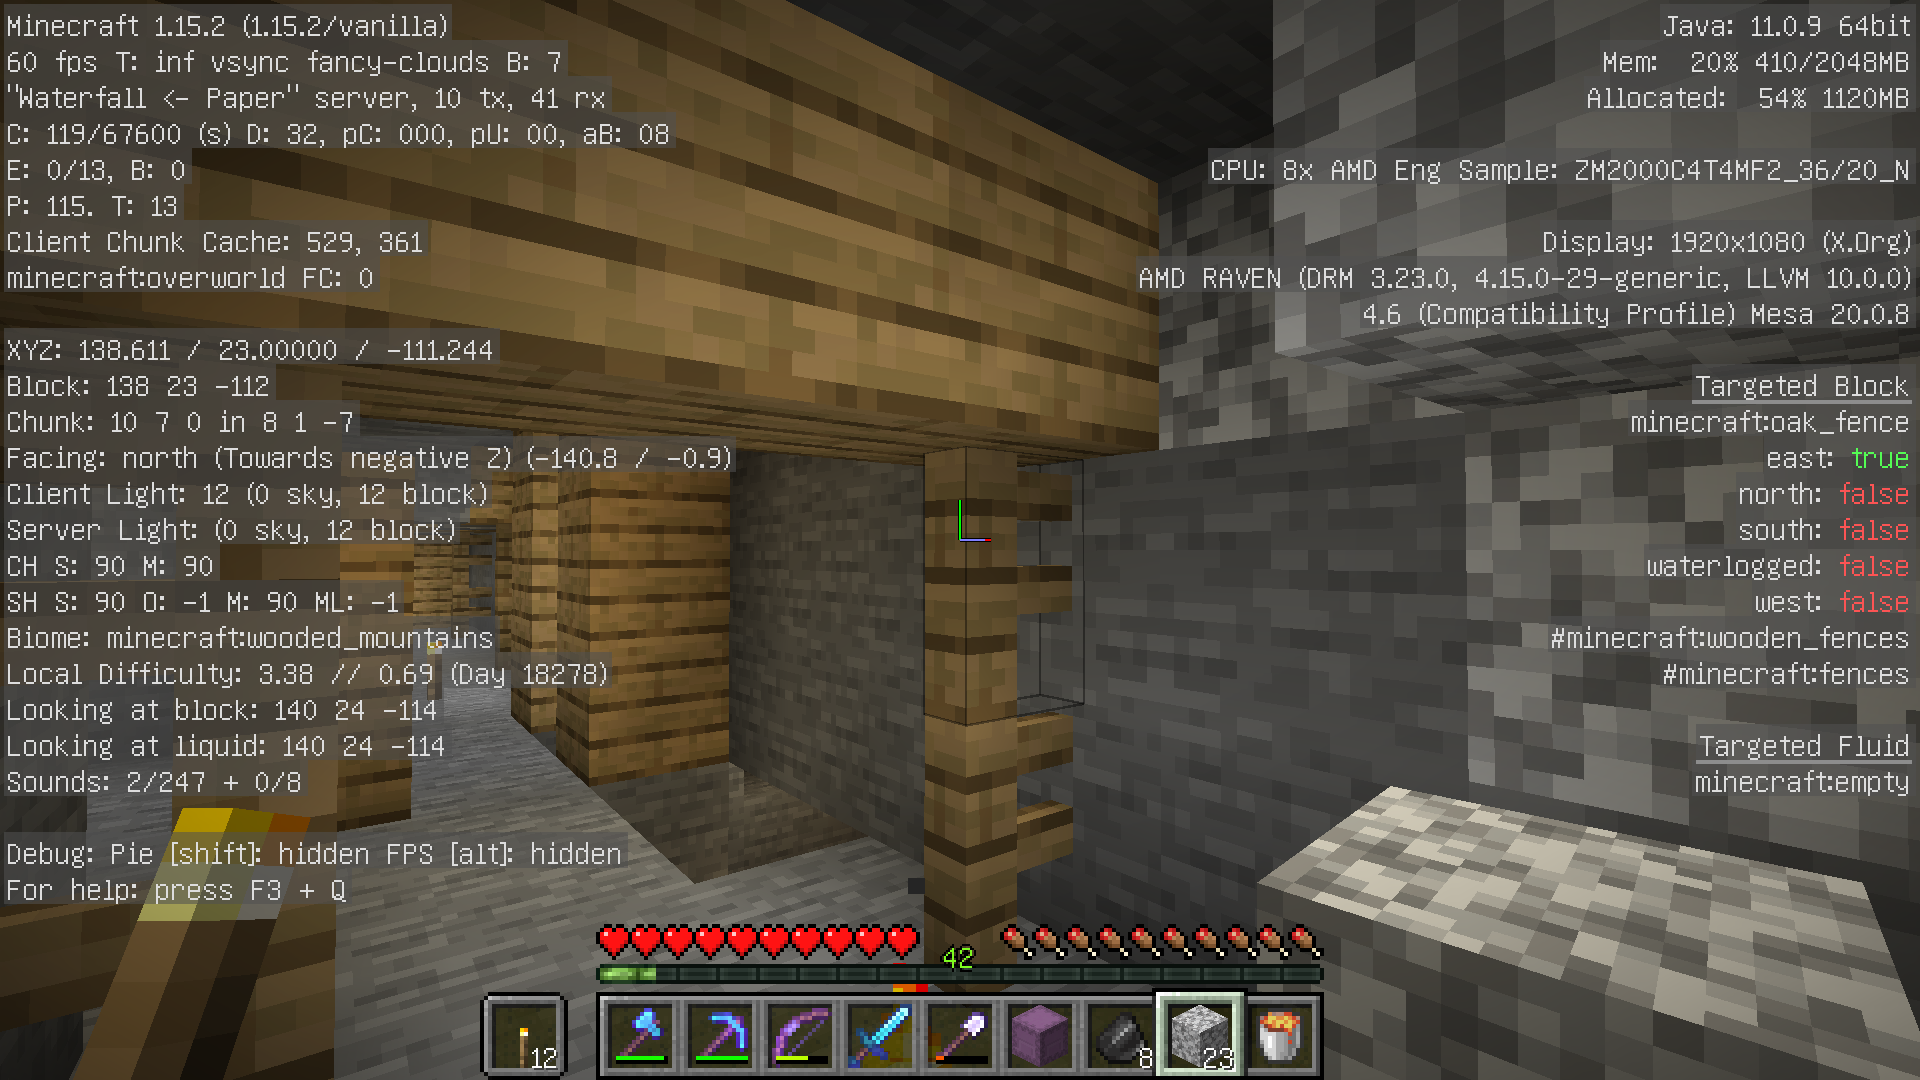 Minecraft 1.15.2 (1.15.2/vanilla)
60 fps T: inf vsync fancy-clouds B: 7
"Waterfall <- Paper" server, 10 tx, 41 rx
C: 119/67600 (s) D: 32, pC: 000, pU: 00, aB: 08
E: 0/13, B: 0
P: 115. T: 13
Client Chunk Cache: 529, 361
minecraft:overworld FC: 0
XYZ: 138.611 / 23.00000 / -111.244
Block: 138 23 -112
Chunk: 10 7 0 in 8 1 -7
Facing: north (Towards negative Z) (-140.8 / -0.9)
Client Light: 12 (0 sky, 12 block)
Server Light: (0 sky, 12 block)
CH S: 90 M: 90
SH S: 90 O: -1 M: 90 ML: -1
Biome: minecraft:wooded_mountains
Local Difficulty: 3.38 // 0.69 (Day 18278)
Looking at block: 140 24 -114
Looking at liquid: 140 24 -114
Sounds: 2/247 + 0/8
Debug: Pie [shift]: hidden FPS [alt]: hidden
For help: press F3 + Q
Java: 11.0.9 64bit
Mem: 20% 410/2048MB
Allocated: 54% 1120MB
CPU: 8x AMD Eng Sample: ZM2000C4T4MF2_36/20_N
Display: 1920x1080 (X.Org)
AMD RAVEN (DRM 3.23.0, 4.15.0-29-generic, LLVM 10.0.0)
4.6 (Compatibility Profile) Mesa 20.0.8
Targeted Block
minecraft:oak_fence
east: true
north: false
south: false
waterlogged: false
west: false
#minecraft:wooden_fences
#minecraft:fences
Targeted Fluid
minecraft:empty
42
12
8
23